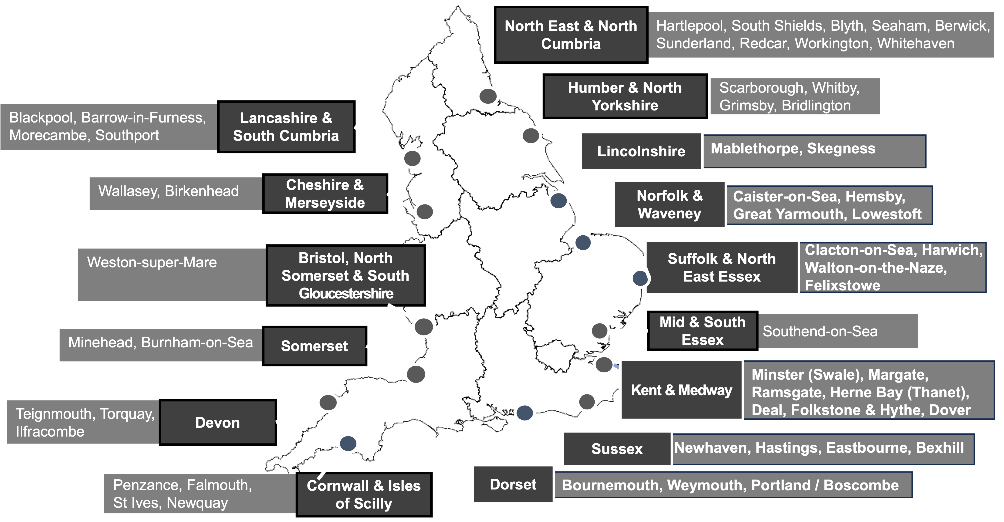 North East & North
Cumbria
Hartlepool, South Shields, Blyth, Seaham, Berwick,
Sunderland, Redcar, Workington, Whitehaven
Humber & North
Yorkshire
Scarborough, Whitby,
Grimsby, Bridlington
Blackpool, Barrow-in-Furness,
Morecambe, Southport
Lancashire &
South Cumbria
Lincolnshire
Mablethorpe, Skegness
Wallasey, Birkenhead
Cheshire &
Merseyside
Norfolk &
Waveney
Caister-on-Sea, Hemsby,
Great Yarmouth, Lowestoft
Weston-super-Mare
Bristol, North
Somerset & South
Gloucestershire
Suffolk & North
East Essex
Clacton-on-Sea, Harwich,
Walton-on-the-Naze,
Felixstowe
Mid & South
Essex
Southend-on-Sea
Minehead, Burnham-on-Sea
Somerset
Kent & Medway
Minster (Swale), Margate,
Ramsgate, Herne Bay (Thanet),
Deal, Folkstone & Hythe, Dover
Teignmouth, Torquay,
Ilfracombe
Devon
Sussex
Newhaven, Hastings, Eastbourne, Bexhill
Penzance, Falmouth,
St Ives, Newquay
Cornwall & Isles
of Scilly
Dorset
Bournemouth, Weymouth, Portland / Boscombe